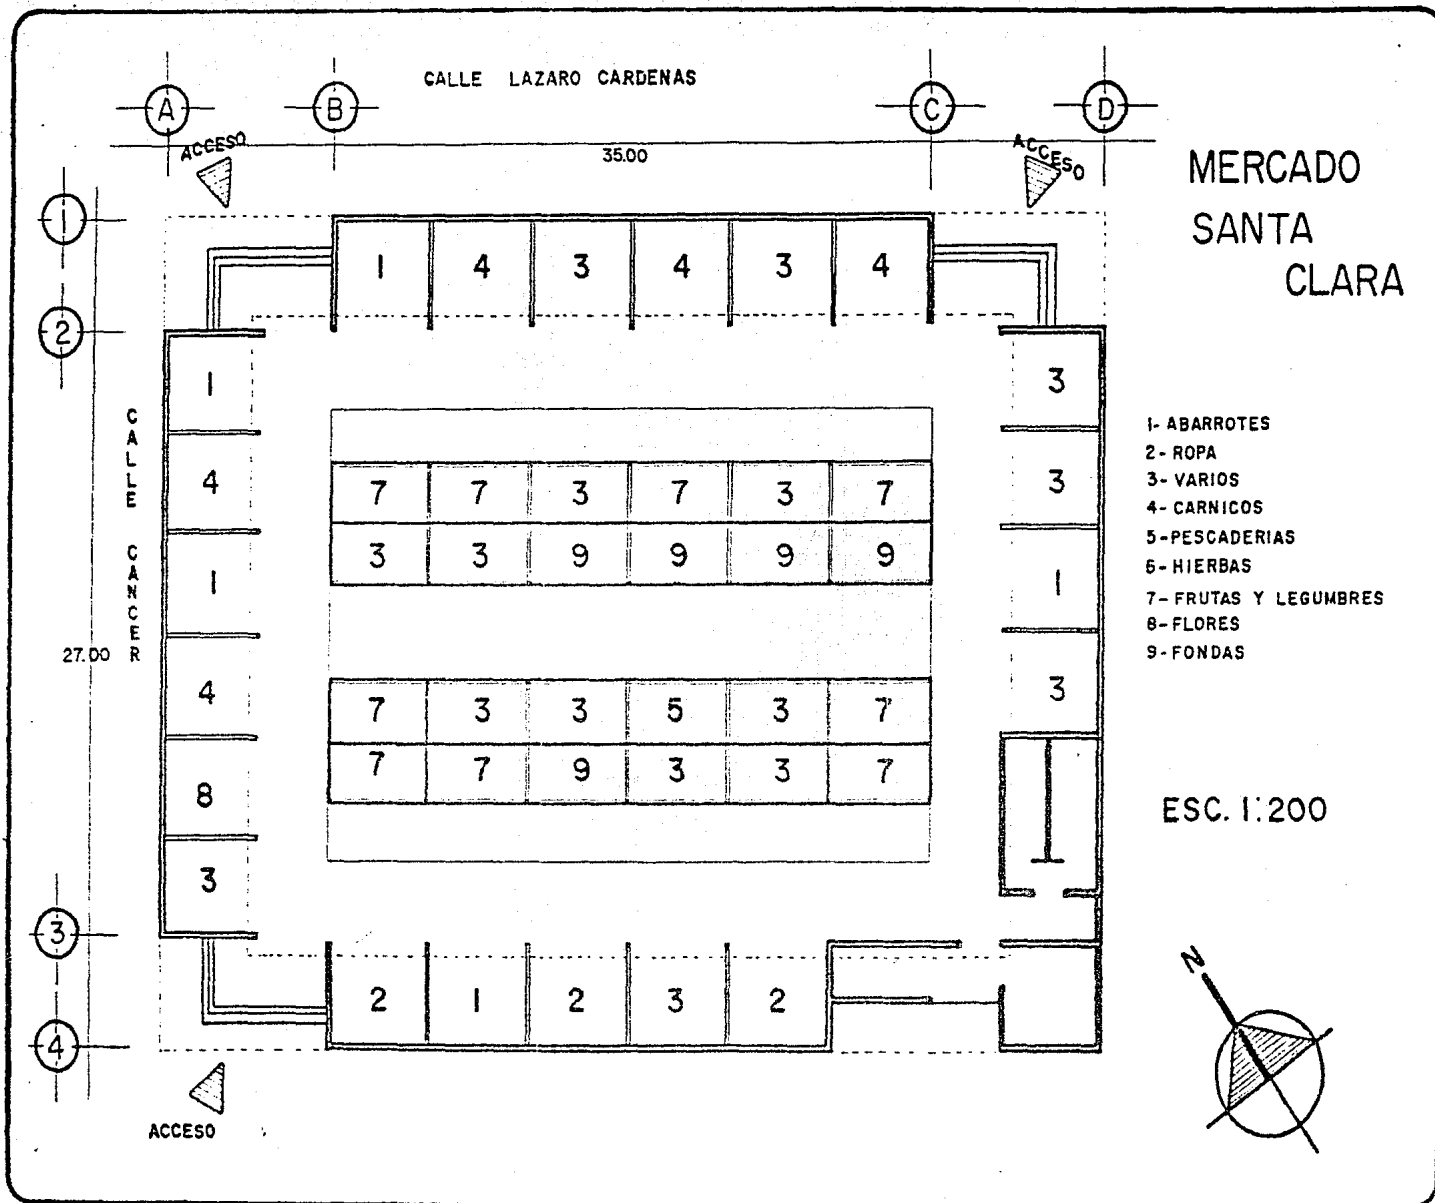 CALLE LAZARO CARDENAS
A B C D
ACCESO ACCESO
35.00
MERCADO
SANTA
CLARA
1
2
1 4 3 4 3 4
1 3
4 3
1 1
4 3
8
3
CALLE CANCER
27.00
7 7 3 7 3 7
3 3 9 9 9 9
7 3 3 5 3 7
7 7 9 3 3 7
1- ABARROTES
2- ROPA
3- VARIOS
4- CARNICOS
5-PESCADERIAS
6- HIERBAS
7- FRUTAS Y LEGUMBRES
8-FLORES
9-FONDAS
ESC. 1:200
3
4
2 1 2 3 2
N
ACCESO